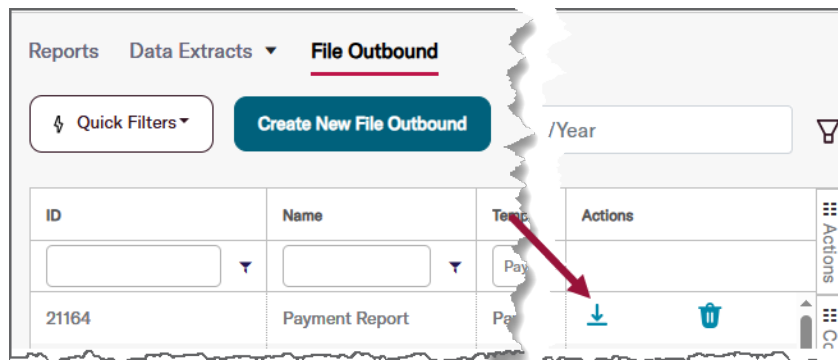 Reports Data Extracts File Outbound
Quick Filters Create New File Outbound /Year
ID Name Actions
Actions
21164 Payment Report